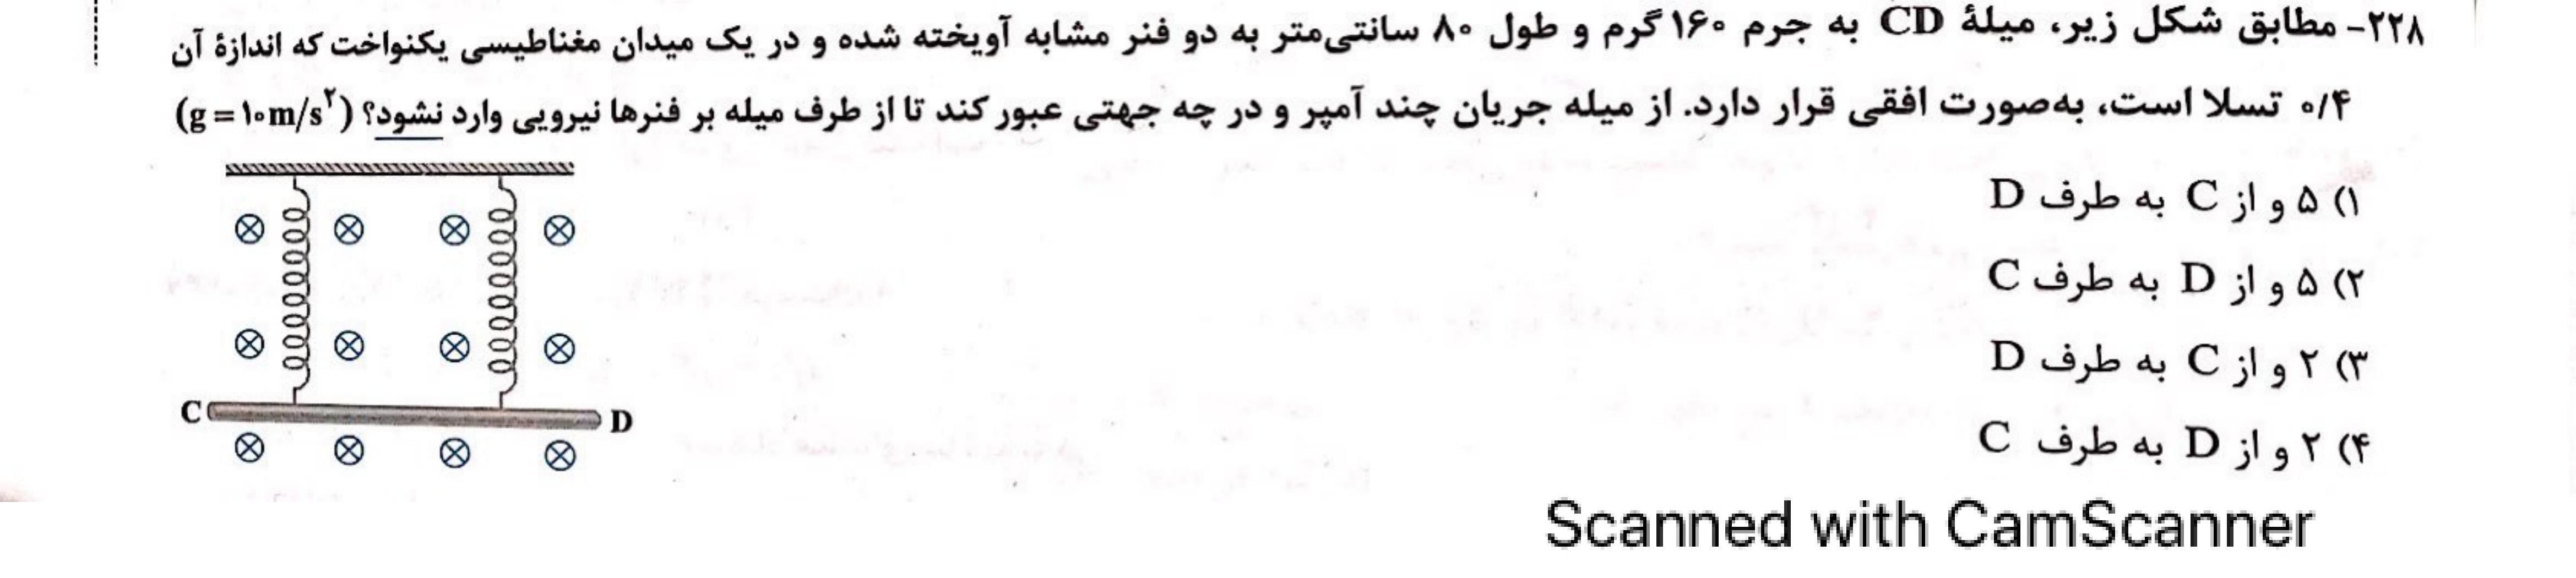 ۲۲۸- مطابق شکل زیر، میلهٔ CD به جرم ۱۶۰ گرم و طول ۸۰ سانتی‌متر به دو فنر مشابه آویخته شده و در یک میدان مغناطیسی یکنواخت که اندازهٔ آن
۰/۴ تسلا است، به‌صورت افقی قرار دارد. از میله جریان چند آمپر و در چه جهتی عبور کند تا از طرف میله بر فنرها نیرویی وارد نشود؟ (g = ۱۰ m/s²)
۱) ۵ و از C به طرف D
۲) ۵ و از D به طرف C
۳) ۲ و از C به طرف D
۴) ۲ و از D به طرف C
C
D
Scanned with CamScanner